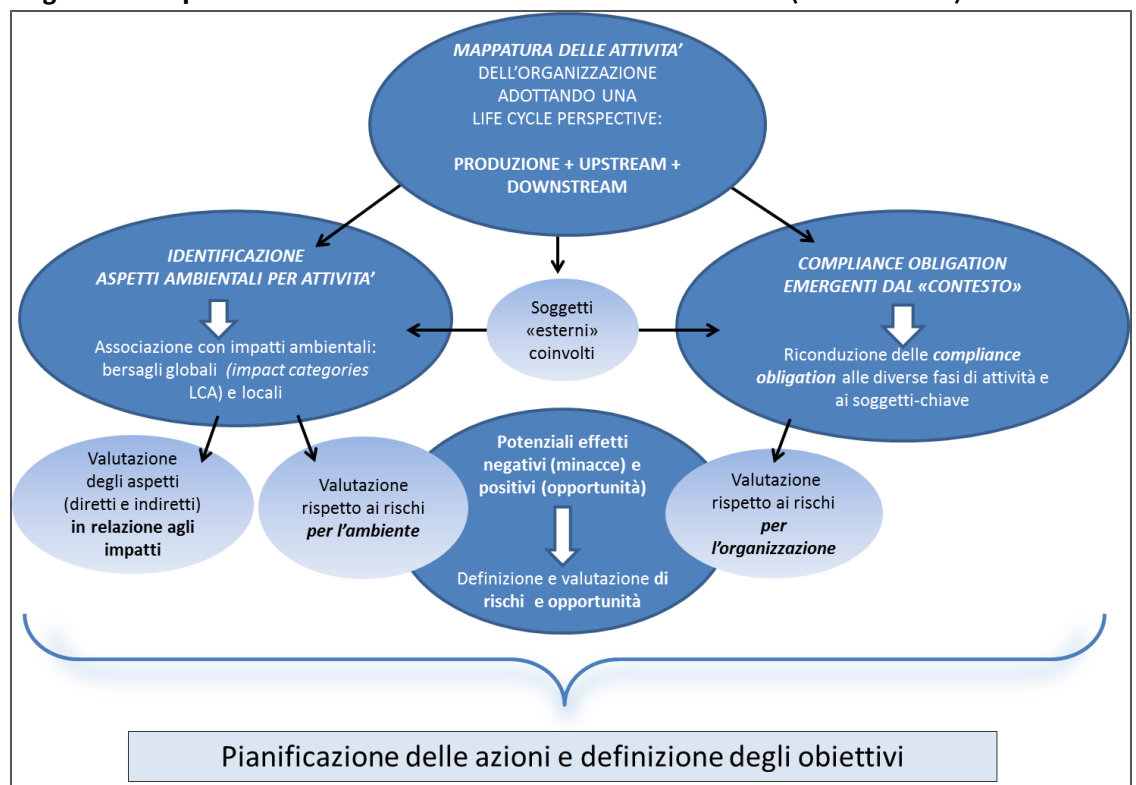 MAPPATURA DELLE ATTIVITA'
DELL'ORGANIZZAZIONE
ADOTTANDO UNA
LIFE CYCLE PERSPECTIVE:
PRODUZIONE + UPSTREAM +
DOWNSTREAM
IDENTIFICAZIONE
ASPETTI AMBIENTALI PER ATTIVITA'
Associazione con impatti ambientali:
bersagli globali (impact categories
LCA) e locali
Soggetti
«esterni»
coinvolti
COMPLIANCE OBLIGATION
EMERGENTI DAL «CONTESTO»
Riconduzione delle compliance
obligation alle diverse fasi di attività e
ai soggetti-chiave
Valutazione
degli aspetti
(diretti e indiretti)
in relazione agli
impatti
Valutazione
rispetto ai rischi
per l'ambiente
Potenziali effetti
negativi (minacce) e
positivi (opportunità)
Definizione e valutazione di
rischi e opportunità
Valutazione
rispetto ai rischi
per
l'organizzazione
Pianificazione delle azioni e definizione degli obiettivi